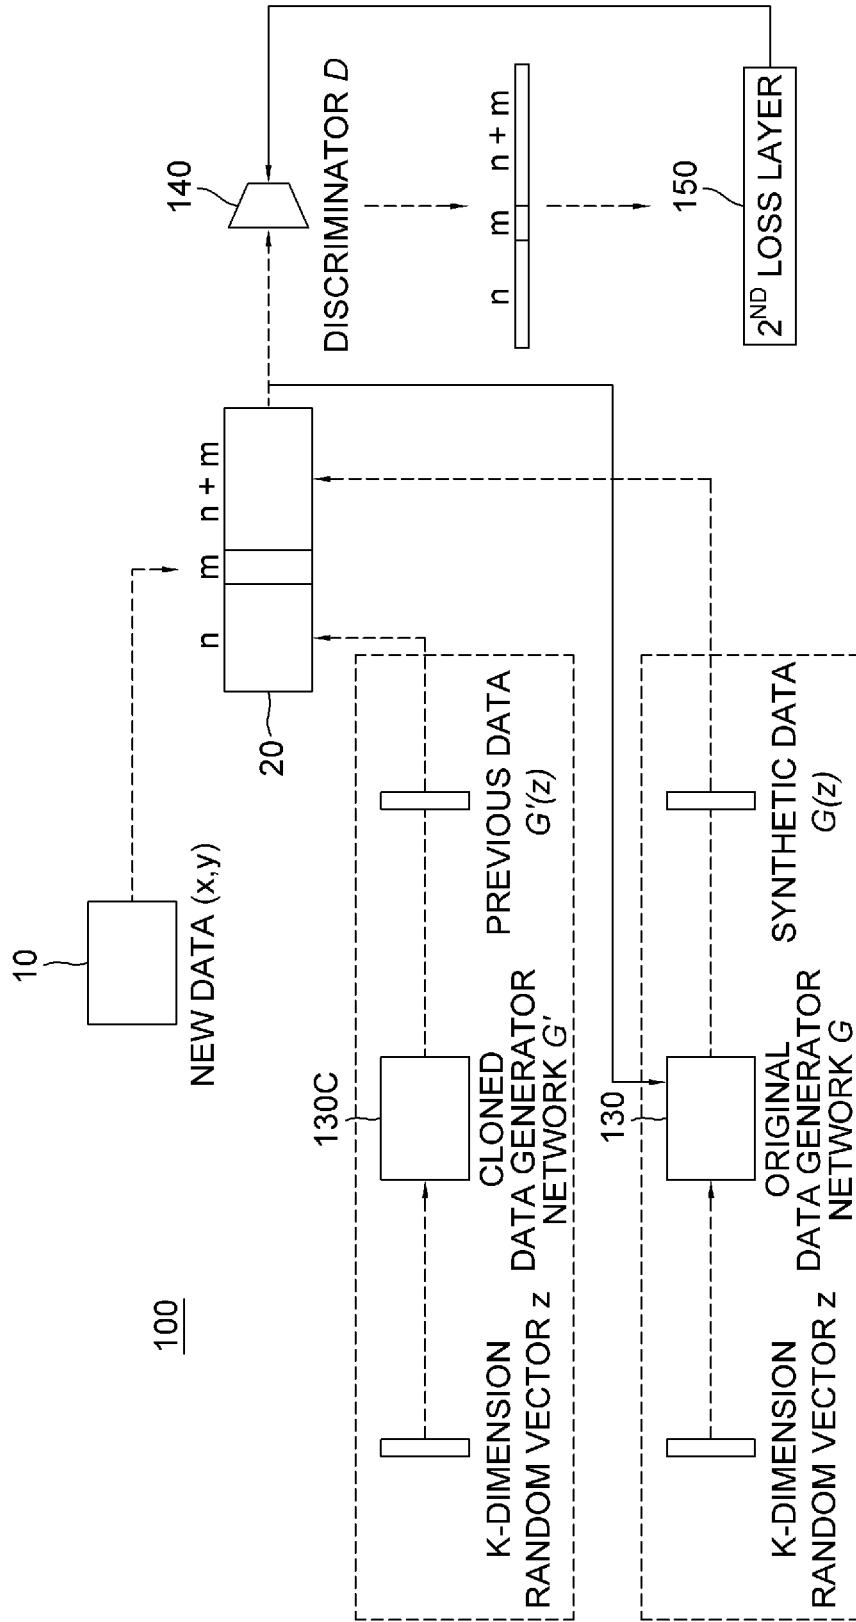 100
10
NEW DATA (x,y)
n
m
n + m
20
140
DISCRIMINATOR D
n
m
n + m
150
2ND LOSS LAYER
130C
K-DIMENSION
RANDOM VECTOR z
CLONED
DATA GENERATOR
NETWORK G'
PREVIOUS DATA
G'(z)
130
K-DIMENSION
RANDOM VECTOR z
ORIGINAL
DATA GENERATOR
NETWORK G
SYNTHETIC DATA
G(z)